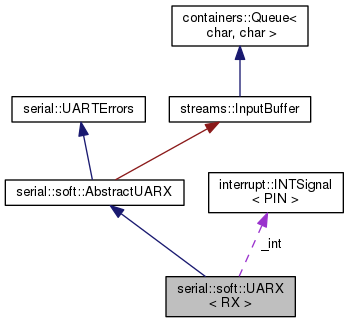 containers::Queue<
char, char >
serial::UARTErrors
streams::InputBuffer
serial::soft::AbstractUARX
interrupt::INTSignal
< PIN >
_int
serial::soft::UARX
< RX >